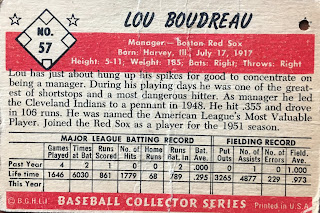 NO. 57
LOU BOUDREAU
Manager—Boston Red Sox
Born: Harvey, Ill., July 17, 1917
Height: 5-11, Weight: 185, Bats: Right; Throws: Right
Lou has just about hung up his spikes for good to concentrate on
being a manager. During his playing days he was one of the great-
est of shortstops and a most dangerous hitter. As manager he led
the Cleveland Indians to a pennant in 1948. He hit .355 and drove
in 106 runs. He was named the American League's Most Valuable
Player. Joined the Red Sox as a player for the 1951 season.
MAJOR LEAGUE BATTING RECORD FIELDING RECORD
Games Played Times at Bat Runs No. of Hits Home Runs Runs Bat. In Bat. Ave. Put Outs No. of Assists No. of Errors Field. Ave.
Past Year 4 2 1 0 0 2 .000 0 1 0 1.000
Life time 1646 6030 861 1779 68 789 .295 3265 4877 229 .973
This Year
© B.G.H.I.
BASEBALL COLLECTOR SERIES
Printed in U.S.A.